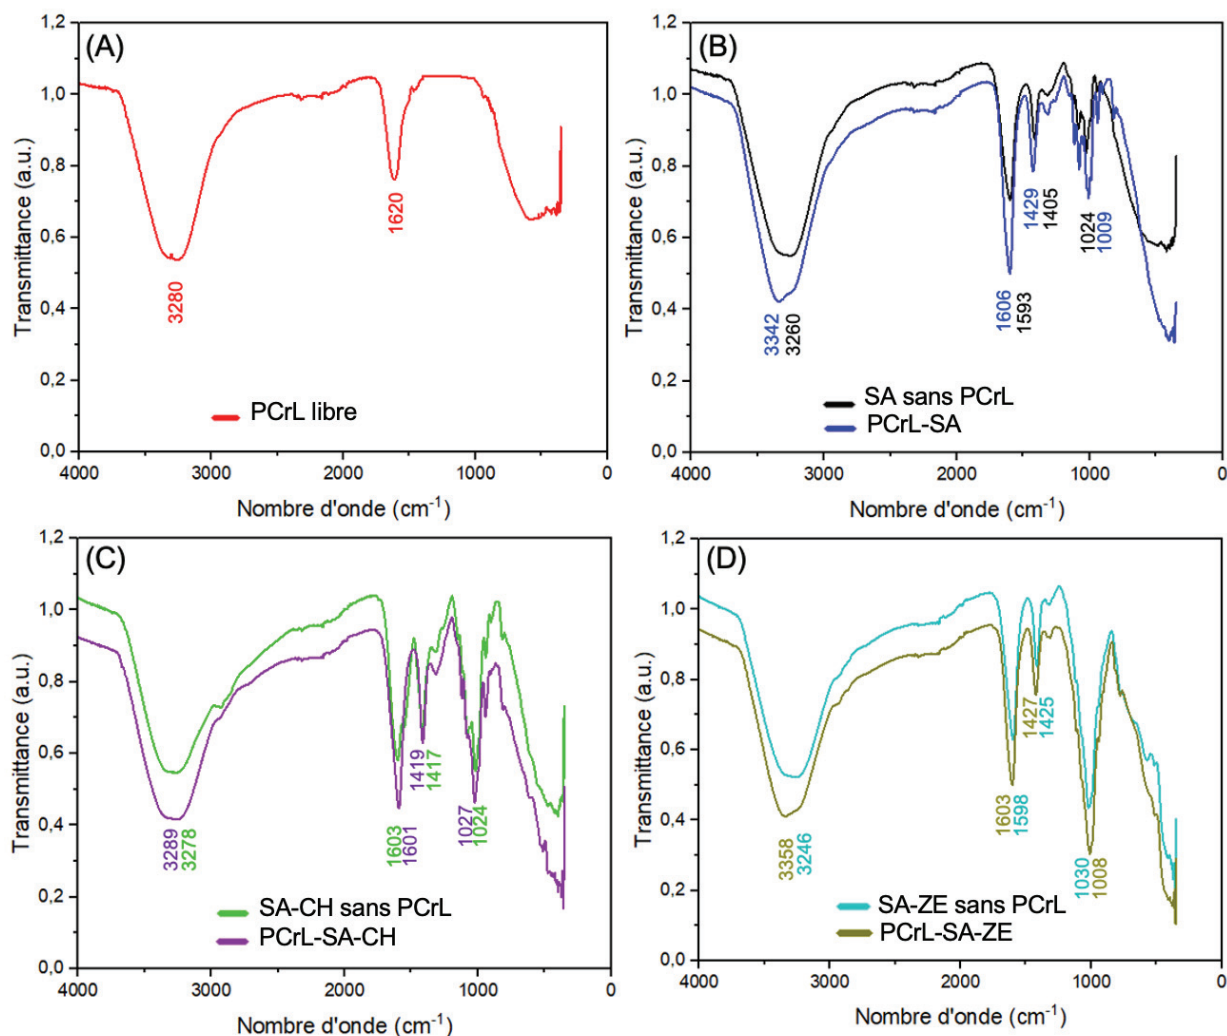 (A)
1,2
1,0
0,8
0,6
0,4
0,2
0,0
Transmittance (a.u.)
3280
1620
PCrL libre
4000 3000 2000 1000 0
Nombre d'onde (cm-1)
(B)
1,2
1,0
0,8
0,6
0,4
0,2
0,0
Transmittance (a.u.)
3342
3260
1606
1593
1429
1405
1024
1009
SA sans PCrL
PCrL-SA
4000 3000 2000 1000 0
Nombre d'onde (cm-1)
(C)
1,2
1,0
0,8
0,6
0,4
0,2
0,0
Transmittance (a.u.)
3289
3278
1603
1601
1419
1417
1027
1024
SA-CH sans PCrL
PCrL-SA-CH
4000 3000 2000 1000 0
Nombre d'onde (cm-1)
(D)
1,2
1,0
0,8
0,6
0,4
0,2
0,0
Transmittance (a.u.)
3358
3246
1603
1598
1427
1425
1030
1008
SA-ZE sans PCrL
PCrL-SA-ZE
4000 3000 2000 1000 0
Nombre d'onde (cm-1)